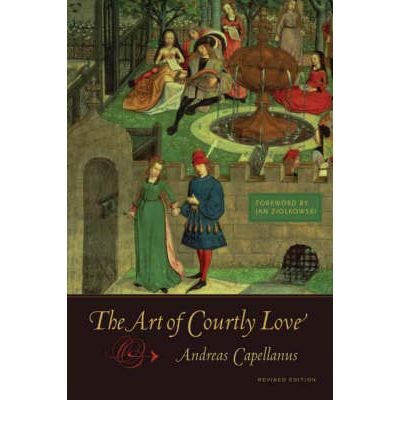 FOREWORD BY
JAN ZIOLKOWSKI
The Art of Courtly Love
Andreas Capellanus
REVISED EDITION